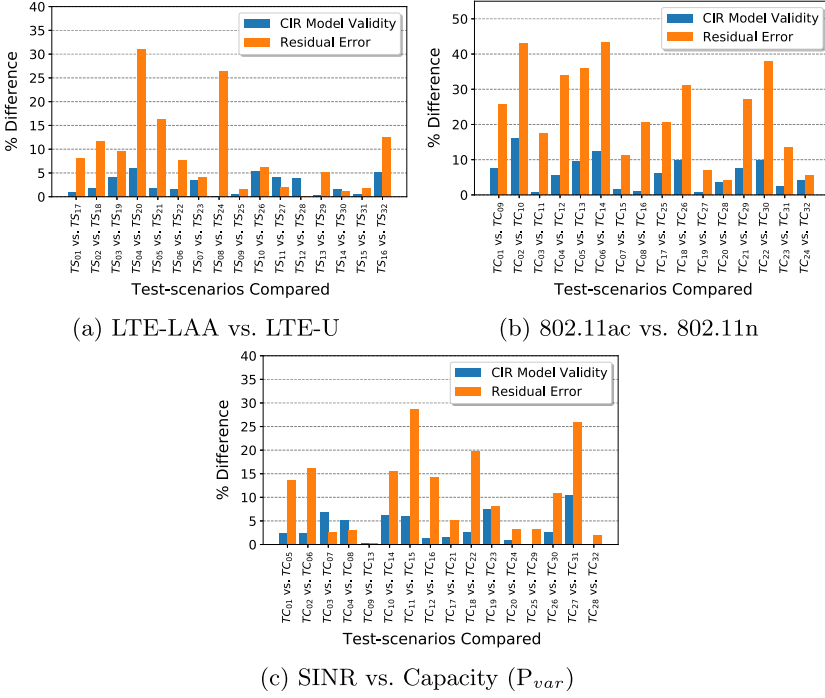 40
35
30
25
20
15
10
5
0
% Difference
CIR Model Validity
Residual Error
TS01 vs. TS17
TS02 vs. TS18
TS03 vs. TS19
TS04 vs. TS20
TS05 vs. TS21
TS06 vs. TS22
TS07 vs. TS23
TS08 vs. TS24
TS09 vs. TS25
TS10 vs. TS26
TS11 vs. TS27
TS12 vs. TS28
TS13 vs. TS29
TS14 vs. TS30
TS15 vs. TS31
TS16 vs. TS32
Test-scenarios Compared
(a) LTE-LAA vs. LTE-U
50
40
30
20
10
0
% Difference
CIR Model Validity
Residual Error
TC01 vs. TC09
TC02 vs. TC10
TC03 vs. TC11
TC04 vs. TC12
TC05 vs. TC13
TC06 vs. TC14
TC07 vs. TC15
TC08 vs. TC16
TC17 vs. TC25
TC18 vs. TC26
TC19 vs. TC27
TC20 vs. TC28
TC21 vs. TC29
TC22 vs. TC30
TC23 vs. TC31
TC24 vs. TC32
Test-scenarios Compared
(b) 802.11ac vs. 802.11n
40
35
30
25
20
15
10
5
0
% Difference
CIR Model Validity
Residual Error
TC01 vs. TC05
TC02 vs. TC06
TC03 vs. TC07
TC04 vs. TC08
TC09 vs. TC13
TC10 vs. TC14
TC11 vs. TC15
TC12 vs. TC16
TC17 vs. TC21
TC18 vs. TC22
TC19 vs. TC23
TC20 vs. TC24
TC25 vs. TC29
TC26 vs. TC30
TC27 vs. TC31
TC28 vs. TC32
Test-scenarios Compared
(c) SINR vs. Capacity (Pvar)